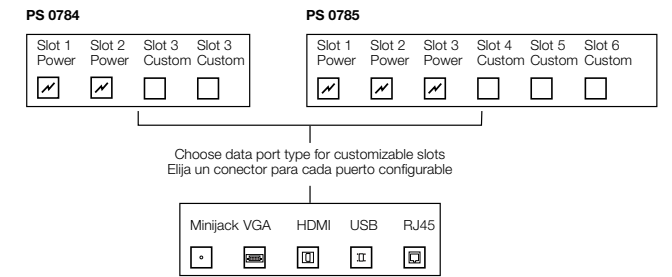 PS 0784
PS 0785
Slot 1 Slot 2 Slot 3 Slot 3
Power Power Custom Custom
Slot 1 Slot 2 Slot 3 Slot 4 Slot 5 Slot 6
Power Power Power Custom Custom Custom
Choose data port type for customizable slots
Elija un conector para cada puerto configurable
Minijack VGA HDMI USB RJ45